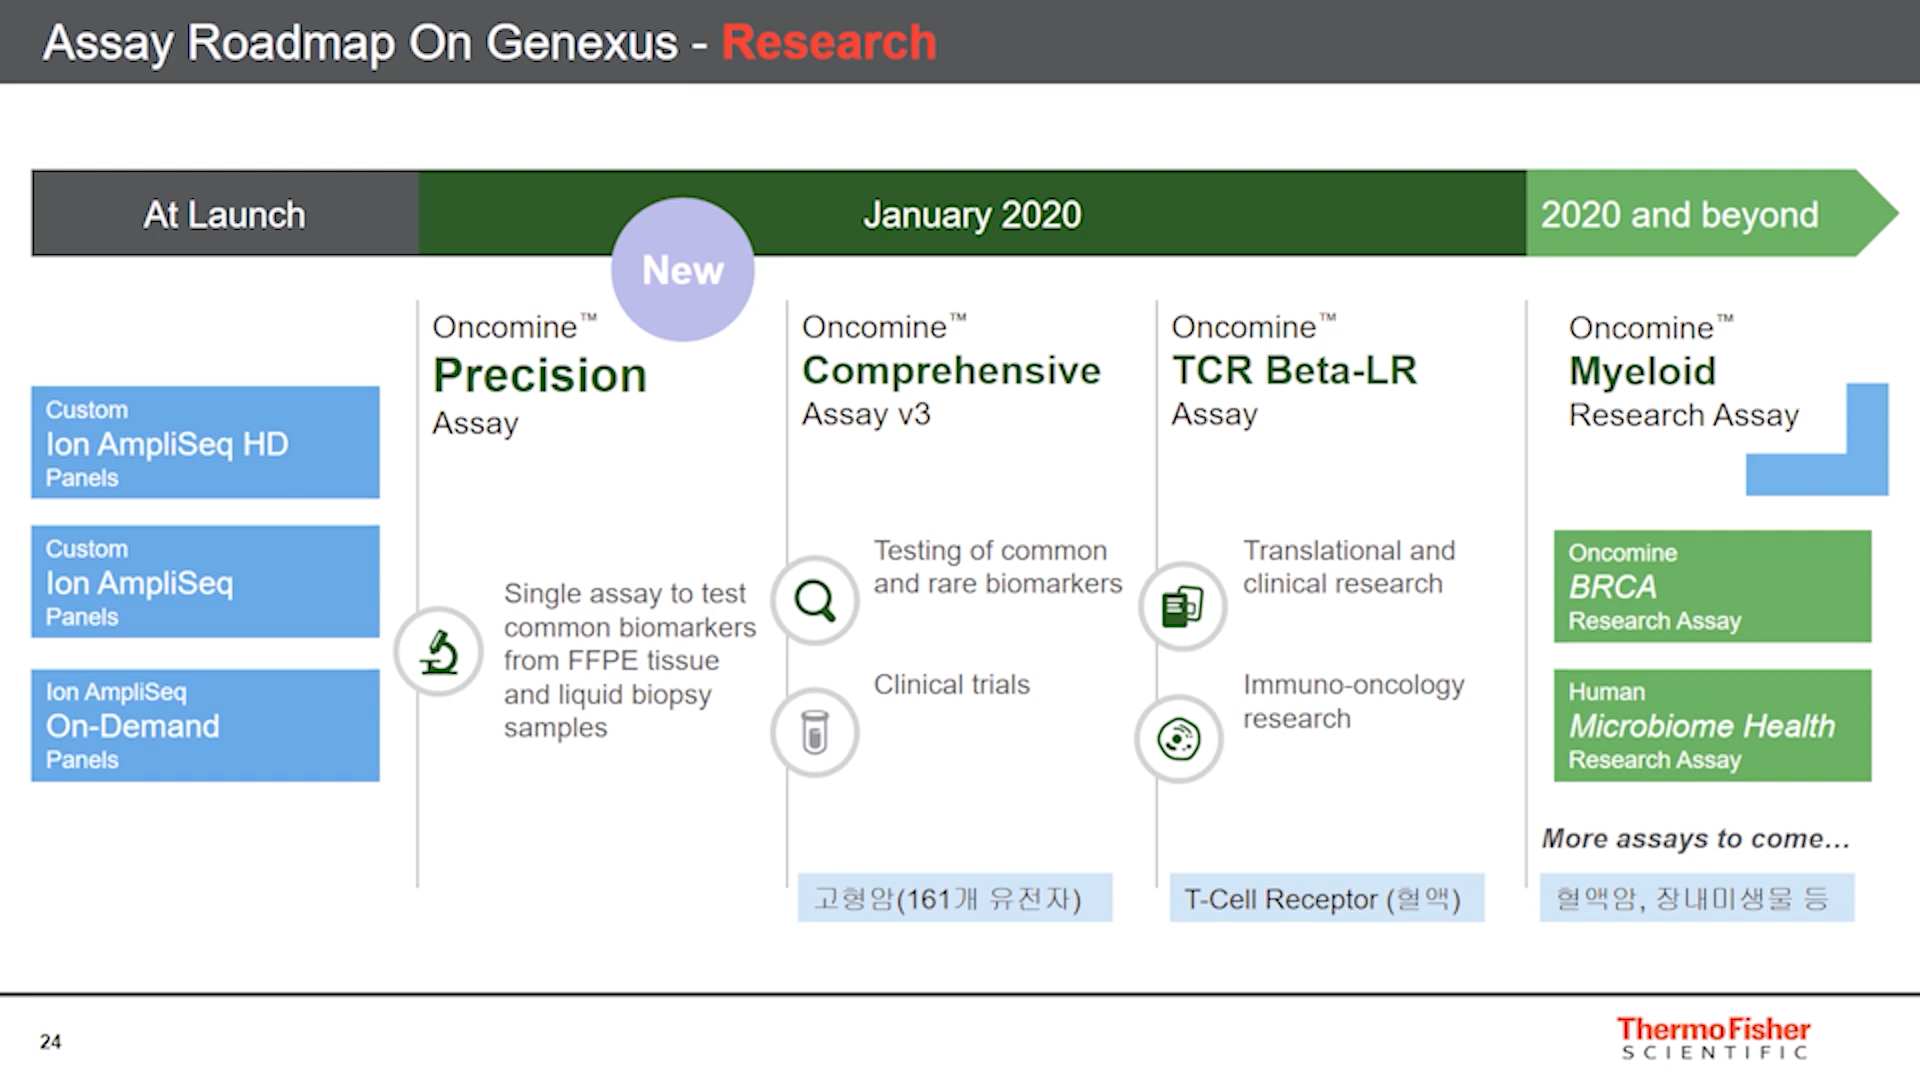 Assay Roadmap On Genexus - Research
At Launch
January 2020
2020 and beyond
New
Custom
Ion AmpliSeq HD
Panels
Custom
Ion AmpliSeq
Panels
Ion AmpliSeq
On-Demand
Panels
Oncomine™
Precision
Assay
Single assay to test
common biomarkers
from FFPE tissue
and liquid biopsy
samples
Oncomine™
Comprehensive
Assay v3
Testing of common
and rare biomarkers
Clinical trials
고형암(161개 유전자)
Oncomine™
TCR Beta-LR
Assay
Translational and
clinical research
Immuno-oncology
research
T-Cell Receptor (혈액)
Oncomine™
Myeloid
Research Assay
Oncomine
BRCA
Research Assay
Human
Microbiome Health
Research Assay
More assays to come...
혈액암, 장내미생물 등
24
ThermoFisher
SCIENTIFIC